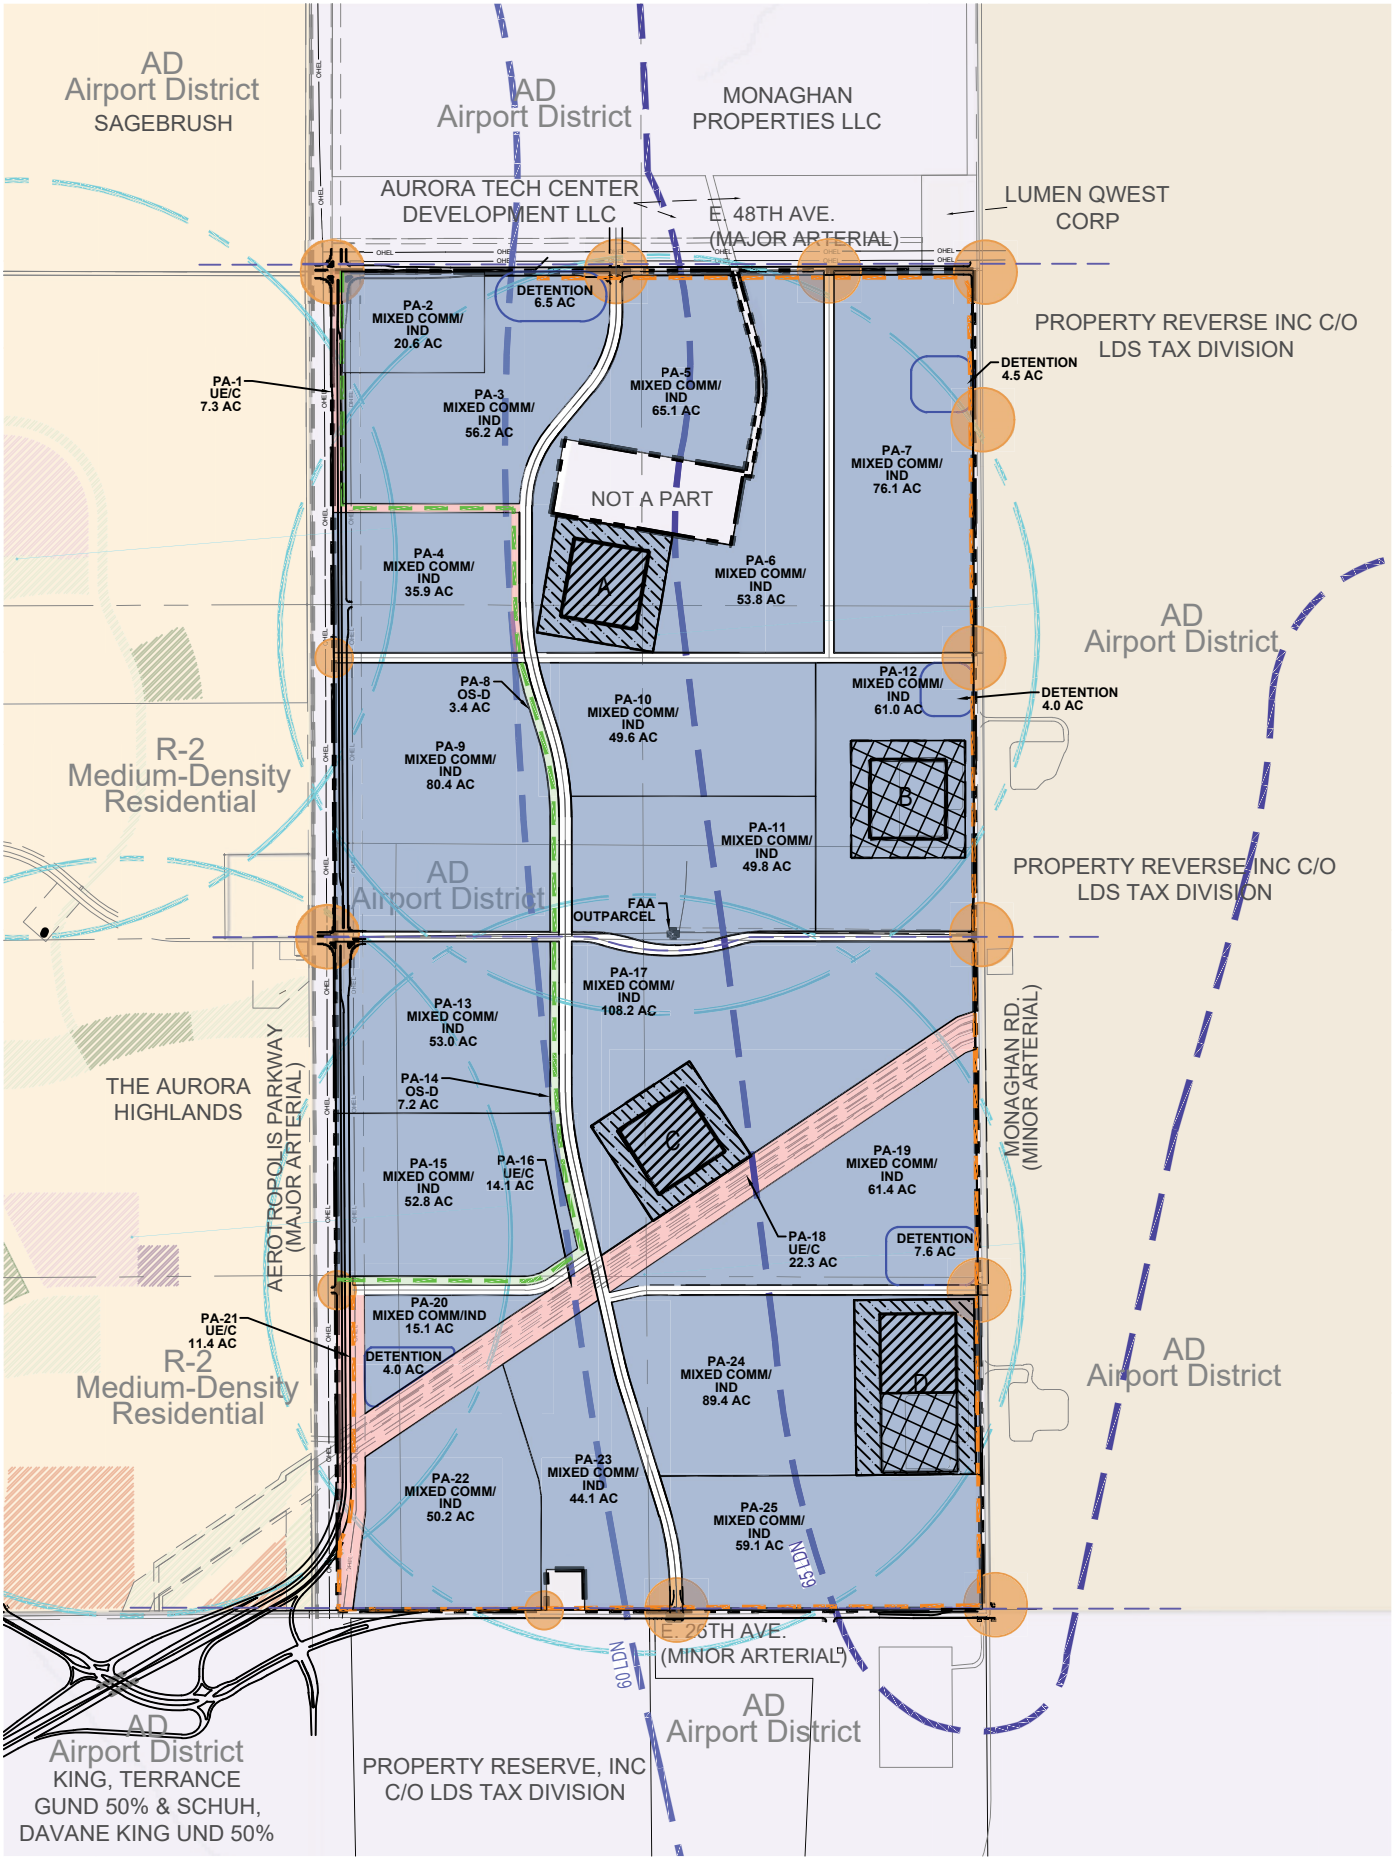 AD
Airport District
SAGEBRUSH
AD
Airport District
MONAGHAN
PROPERTIES LLC
AURORA TECH CENTER
DEVELOPMENT LLC
E. 48TH AVE.
(MAJOR ARTERIAL)
LUMEN QWEST
CORP
OHEL
OHEL
OHEL
OHEL
OHEL
OHEL
PA-2
MIXED COMM/
IND
20.6 AC
DETENTION
6.5 AC
PROPERTY REVERSE INC C/O
LDS TAX DIVISION
DETENTION
4.5 AC
PA-1
UE/C
7.3 AC
PA-3
MIXED COMM/
IND
56.2 AC
PA-5
MIXED COMM/
IND
65.1 AC
PA-7
MIXED COMM/
IND
76.1 AC
NOT A PART
PA-4
MIXED COMM/
IND
35.9 AC
A
PA-6
MIXED COMM/
IND
53.8 AC
AD
Airport District
PA-8
OS-D
3.4 AC
PA-10
MIXED COMM/
IND
49.6 AC
PA-12
MIXED COMM/
IND
61.0 AC
DETENTION
4.0 AC
R-2
Medium-Density
Residential
PA-9
MIXED COMM/
IND
80.4 AC
B
PA-11
MIXED COMM/
IND
49.8 AC
AD
Airport District
PROPERTY REVERSE INC C/O
LDS TAX DIVISION
FAA
OUTPARCEL
PA-17
MIXED COMM/
IND
108.2 AC
PA-13
MIXED COMM/
IND
53.0 AC
AEROTROPOLIS PARKWAY
(MAJOR ARTERIAL)
MONAGHAN RD.
(MINOR ARTERIAL)
THE AURORA
HIGHLANDS
PA-14
OS-D
7.2 AC
C
PA-15
MIXED COMM/
IND
52.8 AC
PA-16
UE/C
14.1 AC
PA-19
MIXED COMM/
IND
61.4 AC
PA-18
UE/C
22.3 AC
DETENTION
7.6 AC
PA-20
MIXED COMM/IND
15.1 AC
PA-21
UE/C
11.4 AC
DETENTION
4.0 AC
R-2
Medium-Density
Residential
PA-24
MIXED COMM/
IND
89.4 AC
D
AD
Airport District
PA-22
MIXED COMM/
IND
50.2 AC
PA-23
MIXED COMM/
IND
44.1 AC
PA-25
MIXED COMM/
IND
59.1 AC
65 LDN
60 LDN
E. 26TH AVE.
(MINOR ARTERIAL)
AD
Airport District
AD
Airport District
KING, TERRANCE
GUND 50% & SCHUH,
DAVANE KING UND 50%
PROPERTY RESERVE, INC
C/O LDS TAX DIVISION